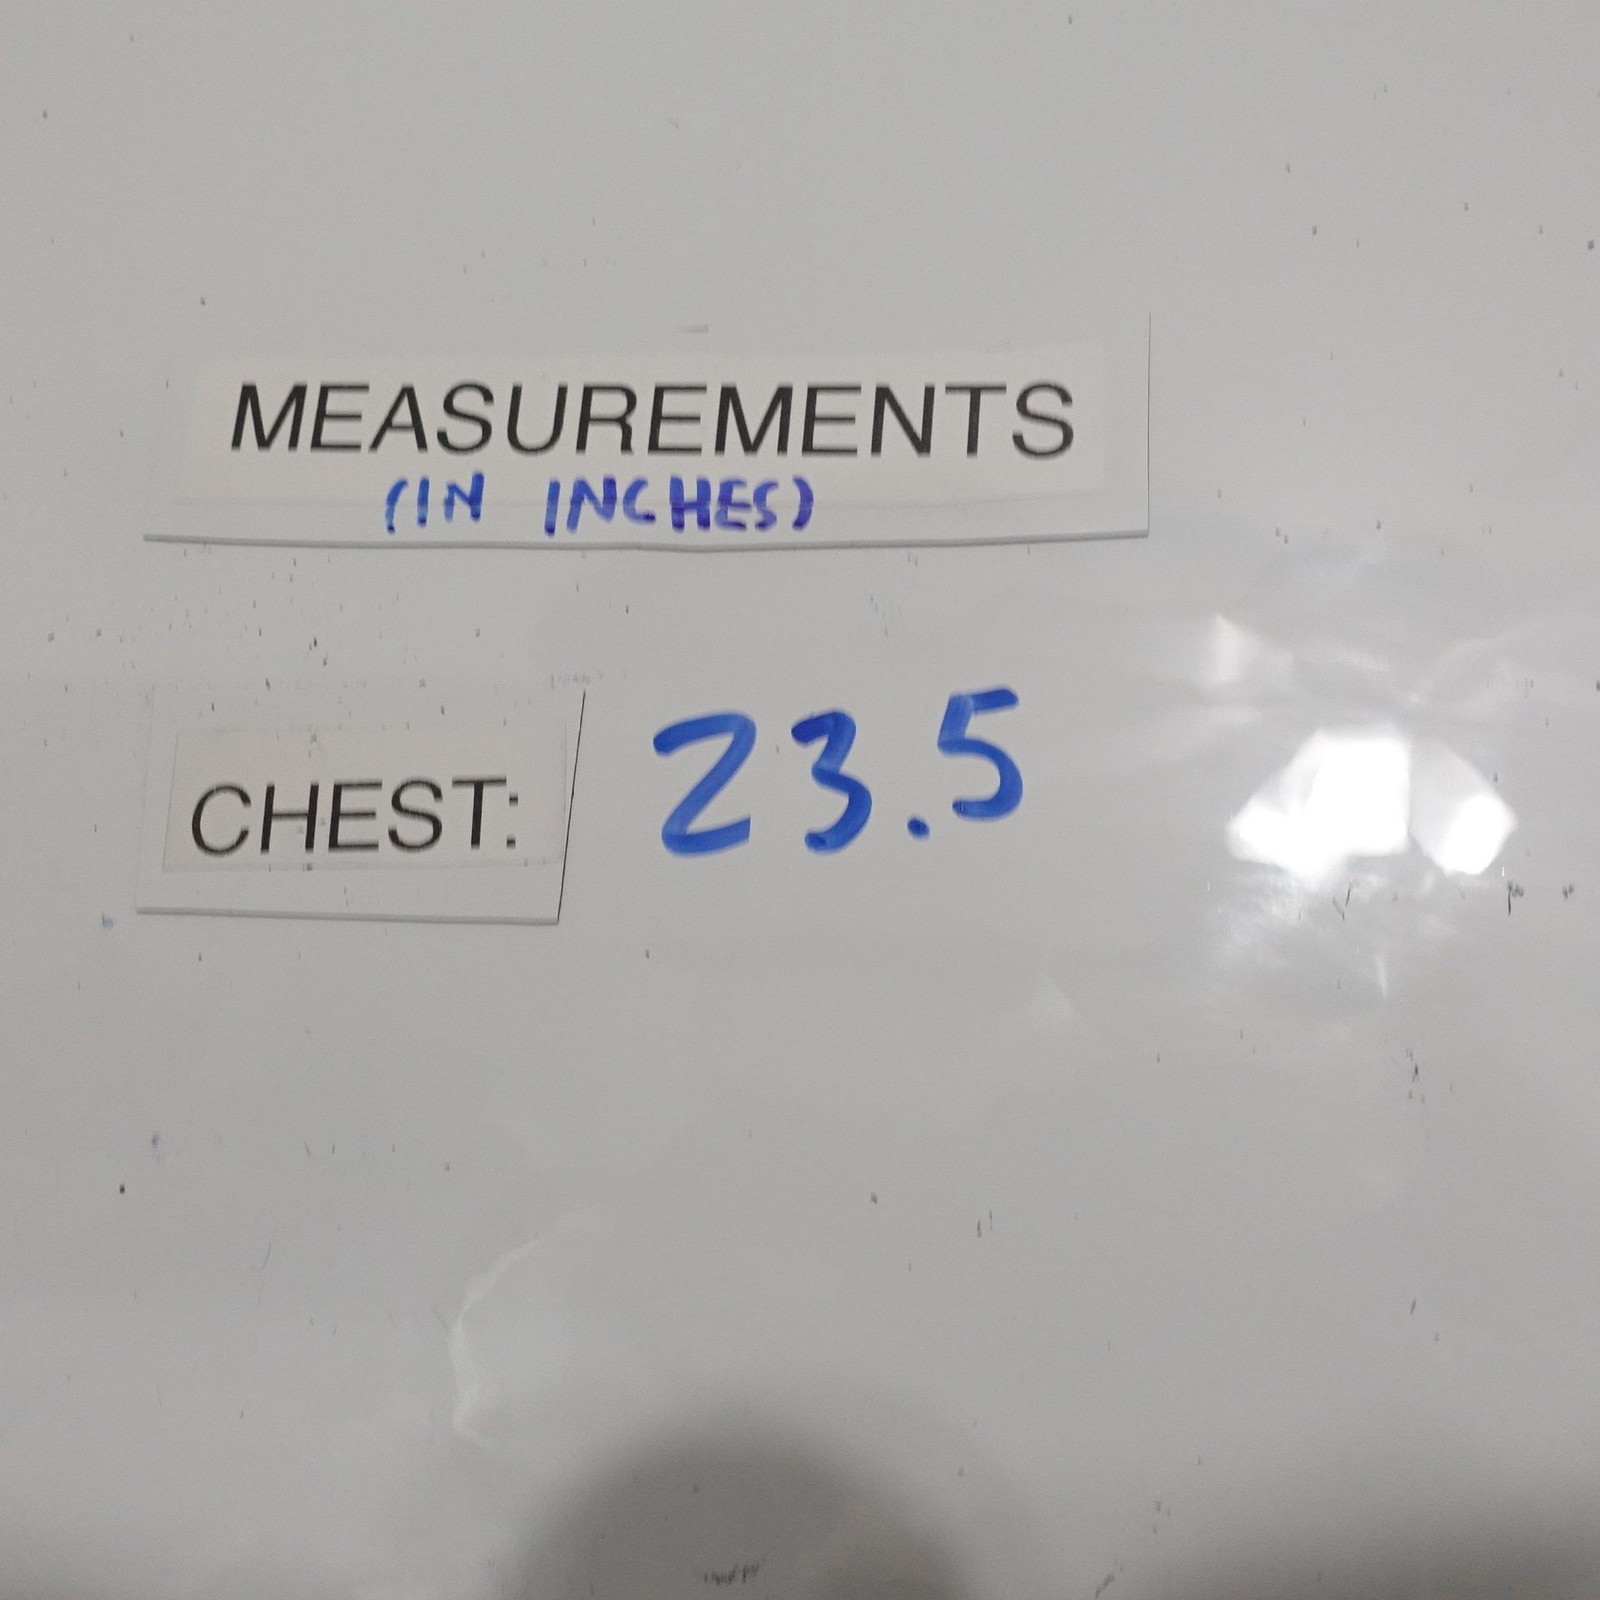 MEASUREMENTS
(IN INCHES)
CHEST: 23.5